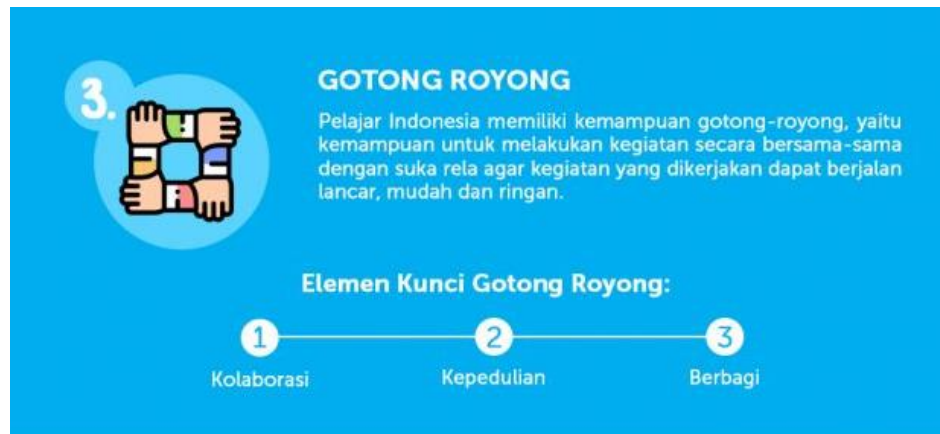 3.
GOTONG ROYONG
Pelajar Indonesia memiliki kemampuan gotong-royong, yaitu
kemampuan untuk melakukan kegiatan secara bersama-sama
dengan suka rela agar kegiatan yang dikerjakan dapat berjalan
lancar, mudah dan ringan.
Elemen Kunci Gotong Royong:
1
2
3
Kolaborasi
Kepedulian
Berbagi